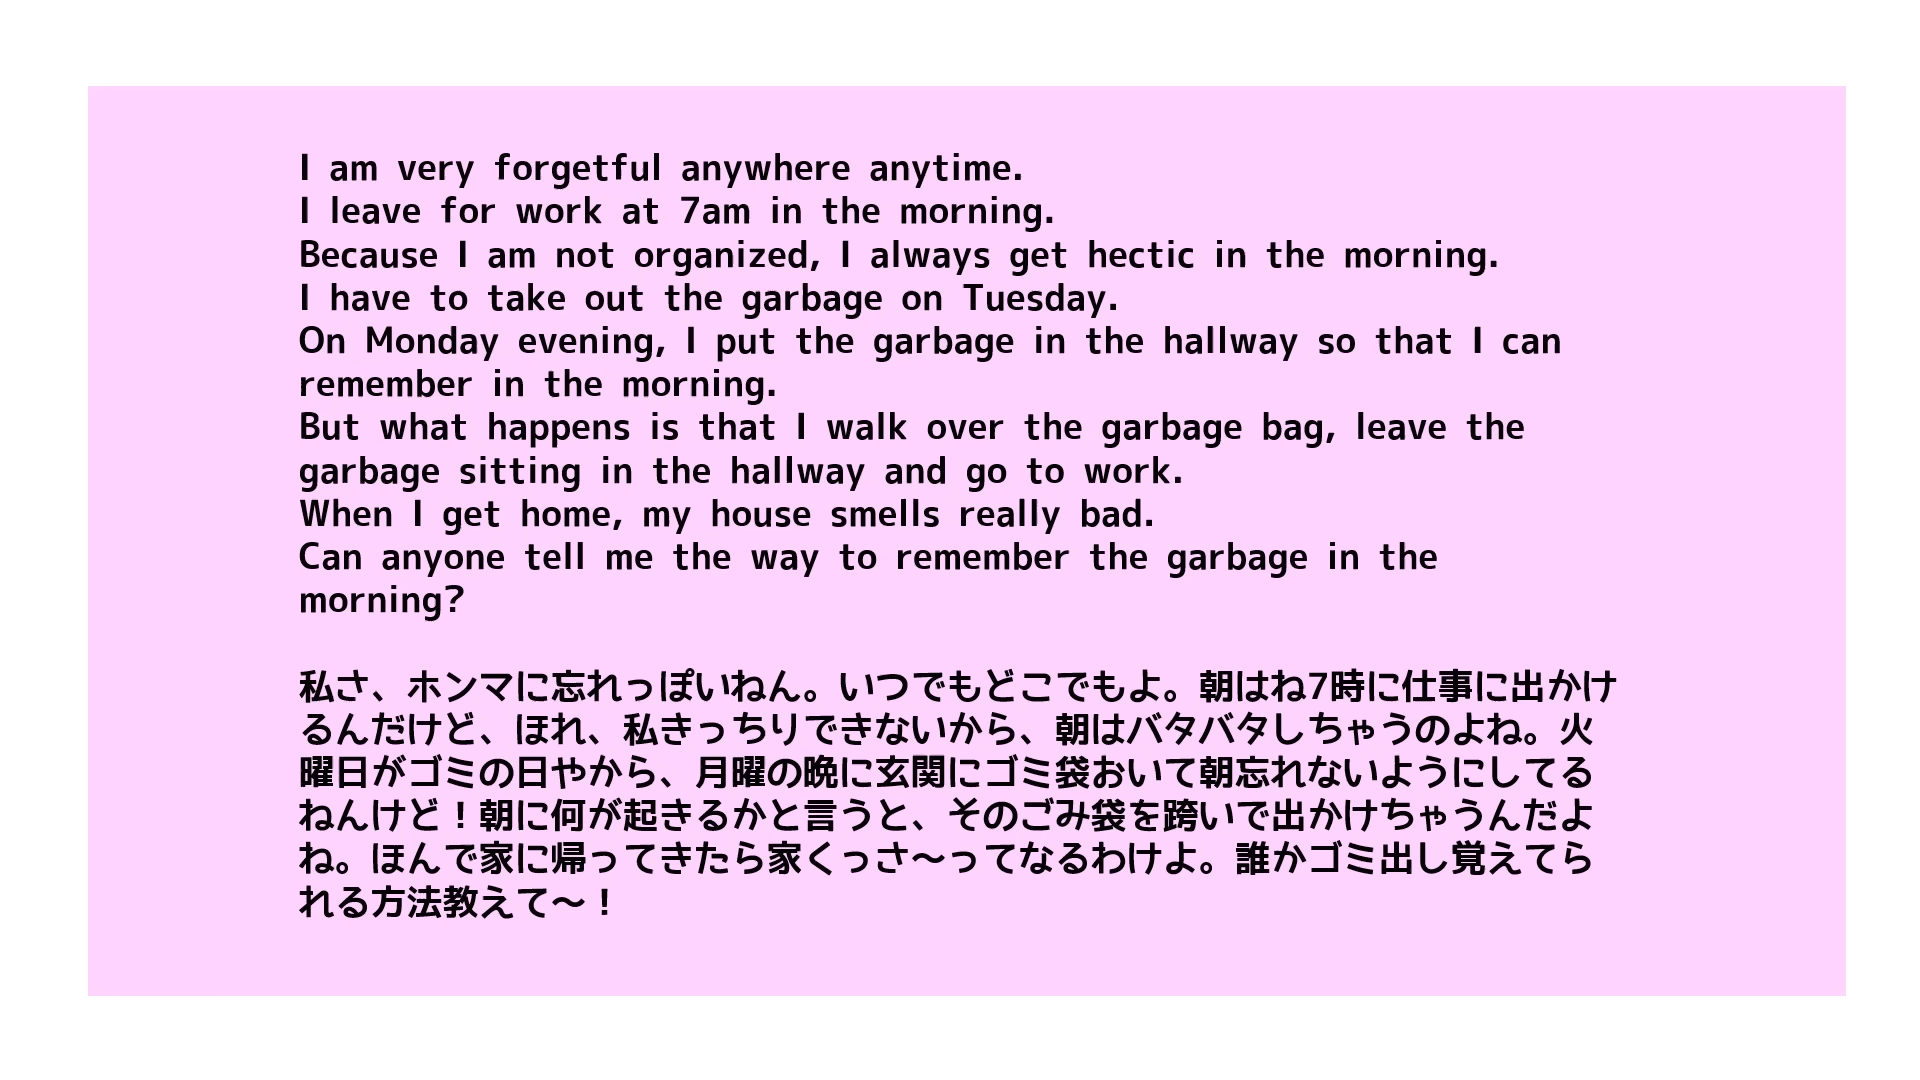 I am very forgetful anywhere anytime.
I leave for work at 7am in the morning.
Because I am not organized, I always get hectic in the morning.
I have to take out the garbage on Tuesday.
On Monday evening, I put the garbage in the hallway so that I can
remember in the morning.
But what happens is that I walk over the garbage bag, leave the
garbage sitting in the hallway and go to work.
When I get home, my house smells really bad.
Can anyone tell me the way to remember the garbage in the
morning?
私さ、ホンマに忘れっぽいねん。いつでもどこでもよ。朝はね7時に仕事に出かけ
るんだけど、ほれ、私きっちりできないから、朝はバタバタしちゃうのよね。火
曜日がゴミの日やから、月曜の晩に玄関にゴミ袋おいて朝忘れないようにしてる
ねんけど！朝に何が起きるかと言うと、そのごみ袋を跨いで出かけちゃうんだよ
ね。ほんで家に帰ってきたら家くっさ〜ってなるわけよ。誰かゴミ出し覚えてら
れる方法教えて〜！